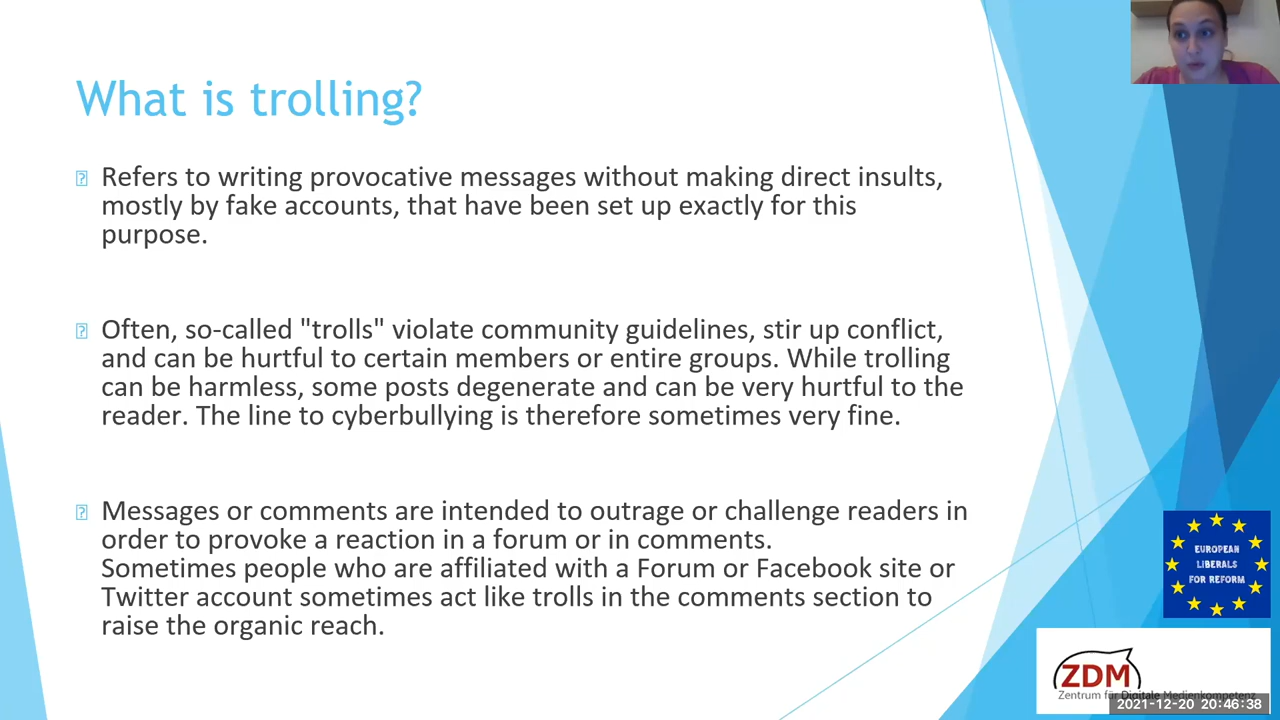 What is trolling?
Refers to writing provocative messages without making direct insults,
mostly by fake accounts, that have been set up exactly for this
purpose.
Often, so-called "trolls" violate community guidelines, stir up conflict,
and can be hurtful to certain members or entire groups. While trolling
can be harmless, some posts degenerate and can be very hurtful to the
reader. The line to cyberbullying is therefore sometimes very fine.
Messages or comments are intended to outrage or challenge readers in
order to provoke a reaction in a forum or in comments.
Sometimes people who are affiliated with a Forum or Facebook site or
Twitter account sometimes act like trolls in the comments section to
raise the organic reach.
EUROPEAN
LIBERALS
FOR REFORM
ZDM
Zentrum für Digitale Medienkompetenz
2021-12-20 20:46:38